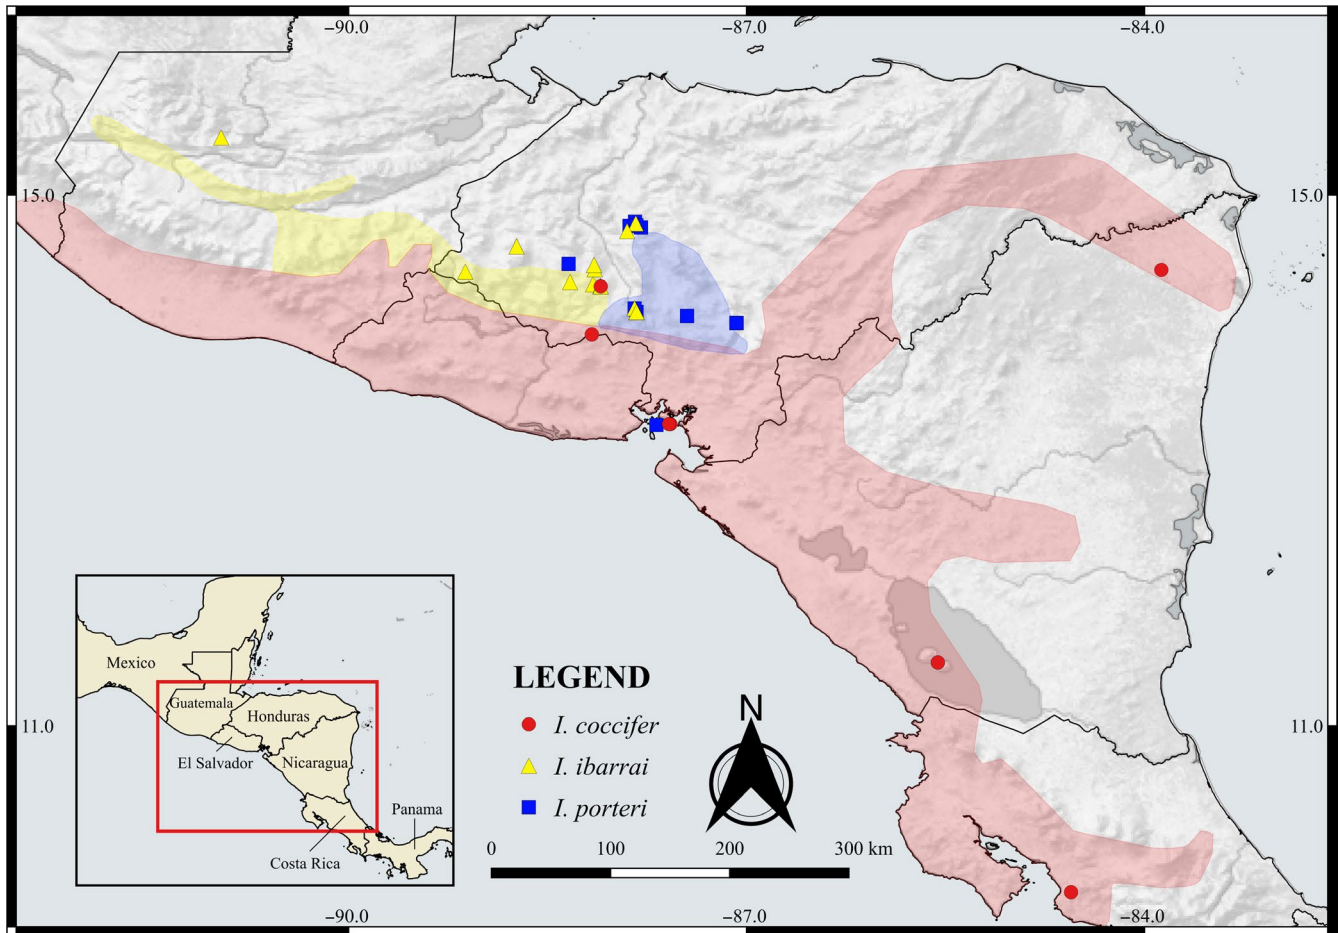 −90.0 −87.0 −84.0
15.0 15.0
11.0 11.0
Mexico
Guatemala
Honduras
El Salvador
Nicaragua
Panama
Costa Rica
LEGEND
I. coccifer
I. ibarrai
I. porteri
N
0 100 200 300 km
−90.0 −87.0 −84.0